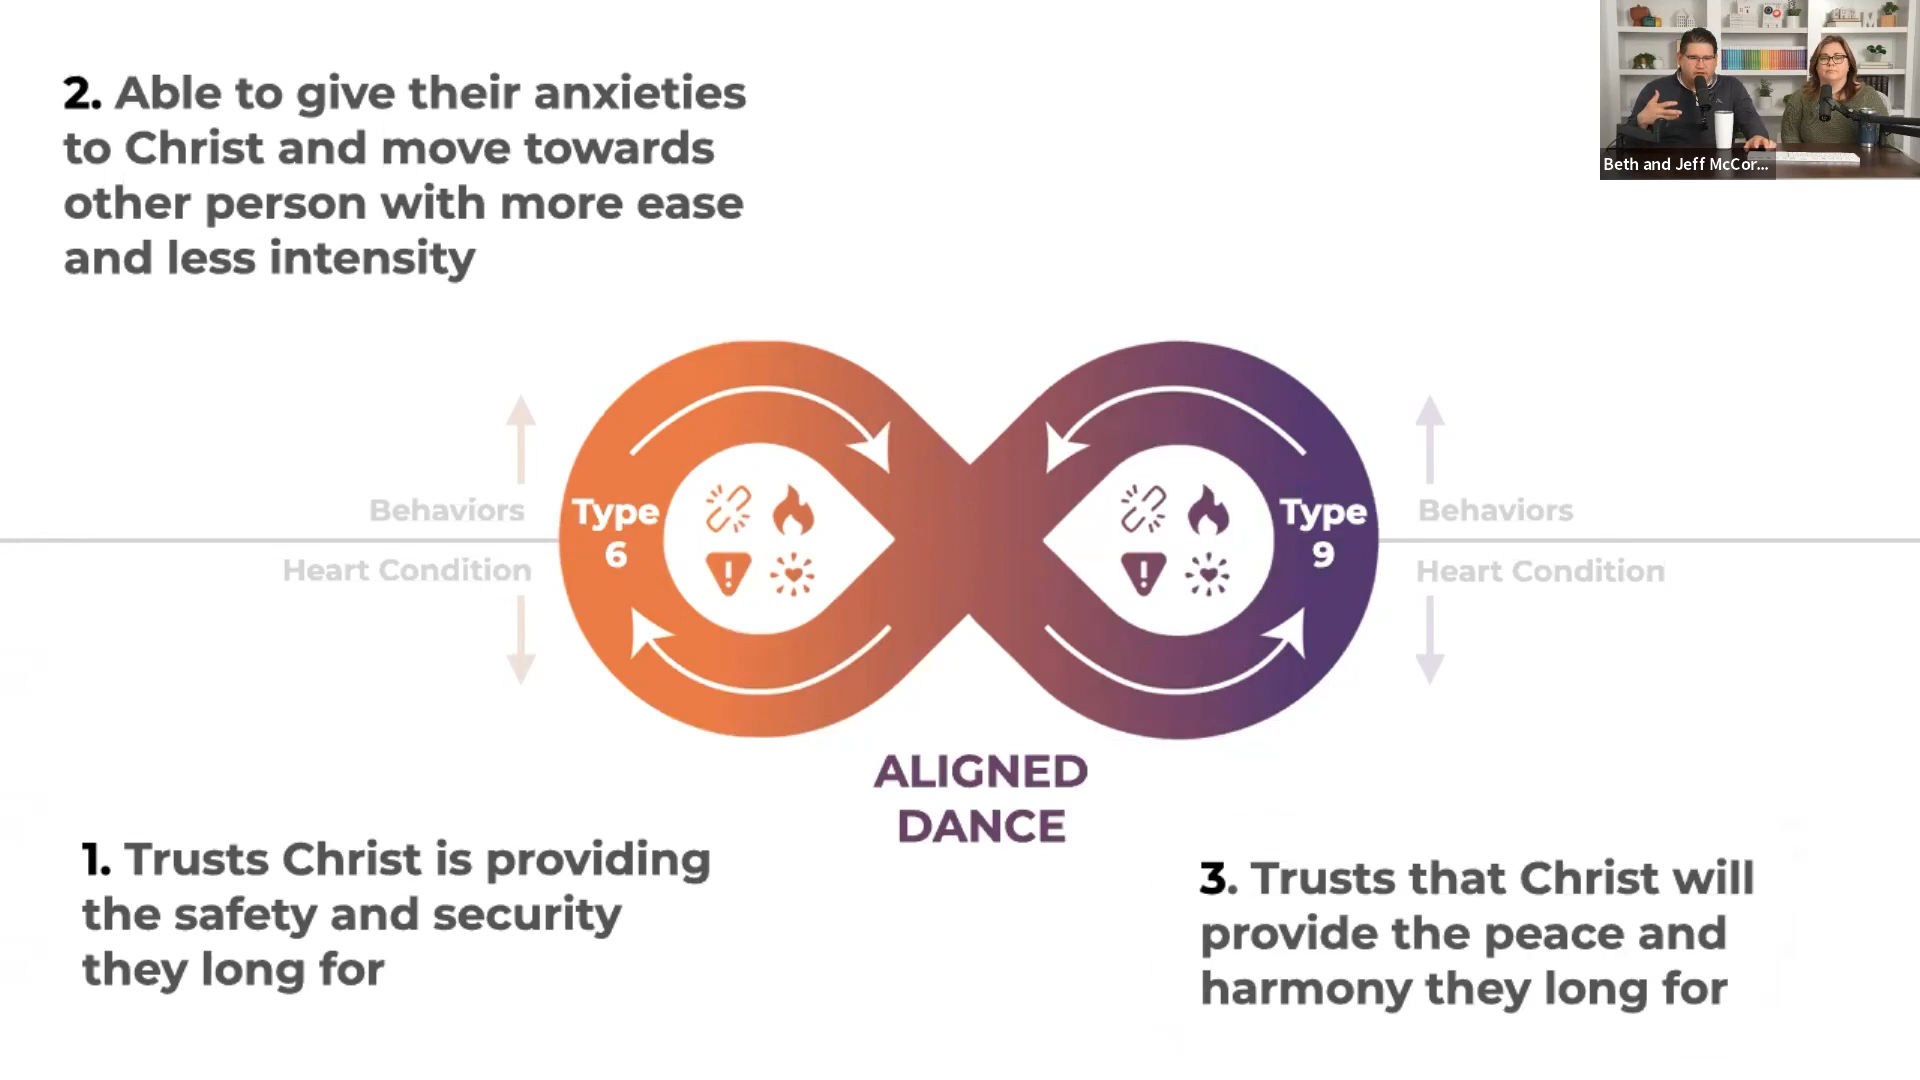 2. Able to give their anxieties
to Christ and move towards
other person with more ease
and less intensity
Beth and Jeff McCor...
Behaviors
Heart Condition
Type
6
Type
9
Behaviors
Heart Condition
ALIGNED
DANCE
1. Trusts Christ is providing
the safety and security
they long for
3. Trusts that Christ will
provide the peace and
harmony they long for